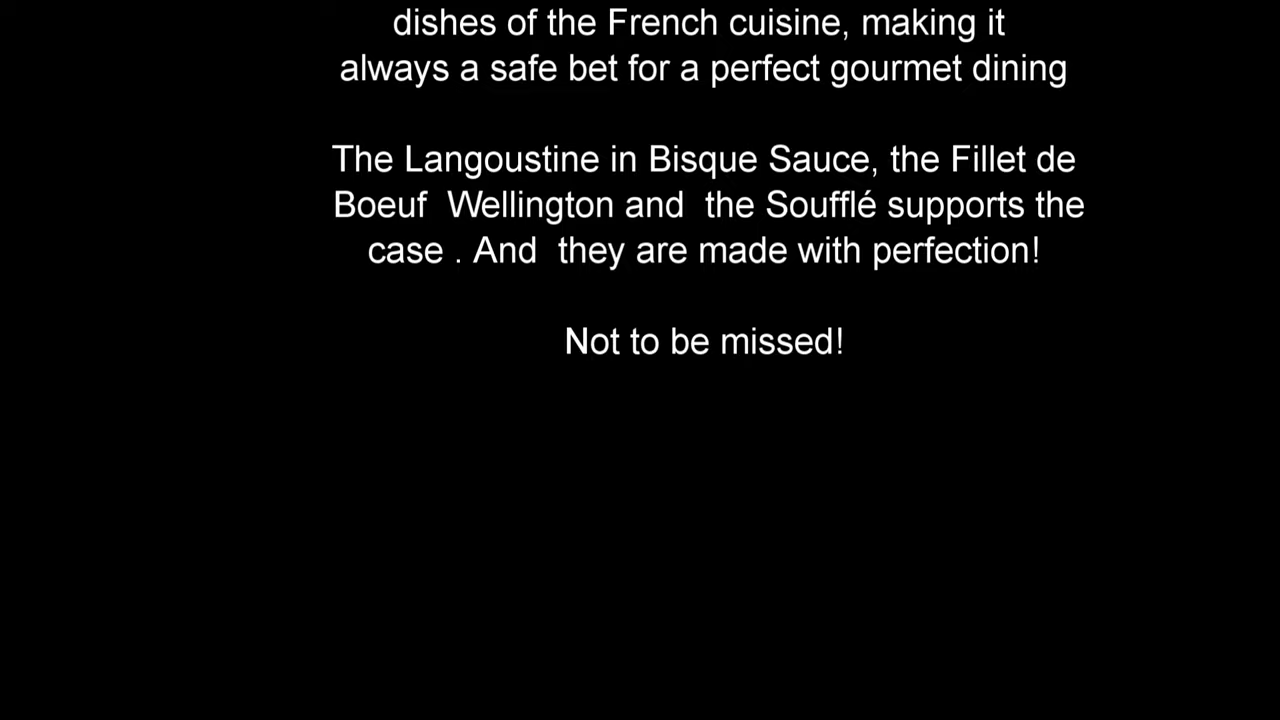 dishes of the French cuisine, making it
always a safe bet for a perfect gourmet dining
The Langoustine in Bisque Sauce, the Fillet de
Boeuf  Wellington and  the Soufflé supports the
case . And  they are made with perfection!
Not to be missed!